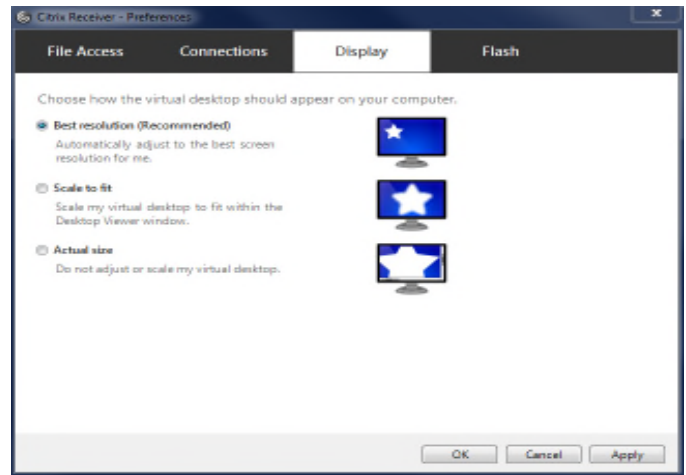 Citrix Receiver - Preferences
File Access Connections Display Flash
Choose how the virtual desktop should appear on your computer.
Best resolution (Recommended)
Automatically adjust to the best screen
resolution for me.
Scale to fit
Scale my virtual desktop to fit within the
Desktop Viewer window.
Actual size
Do not adjust or scale my virtual desktop.
OK Cancel Apply